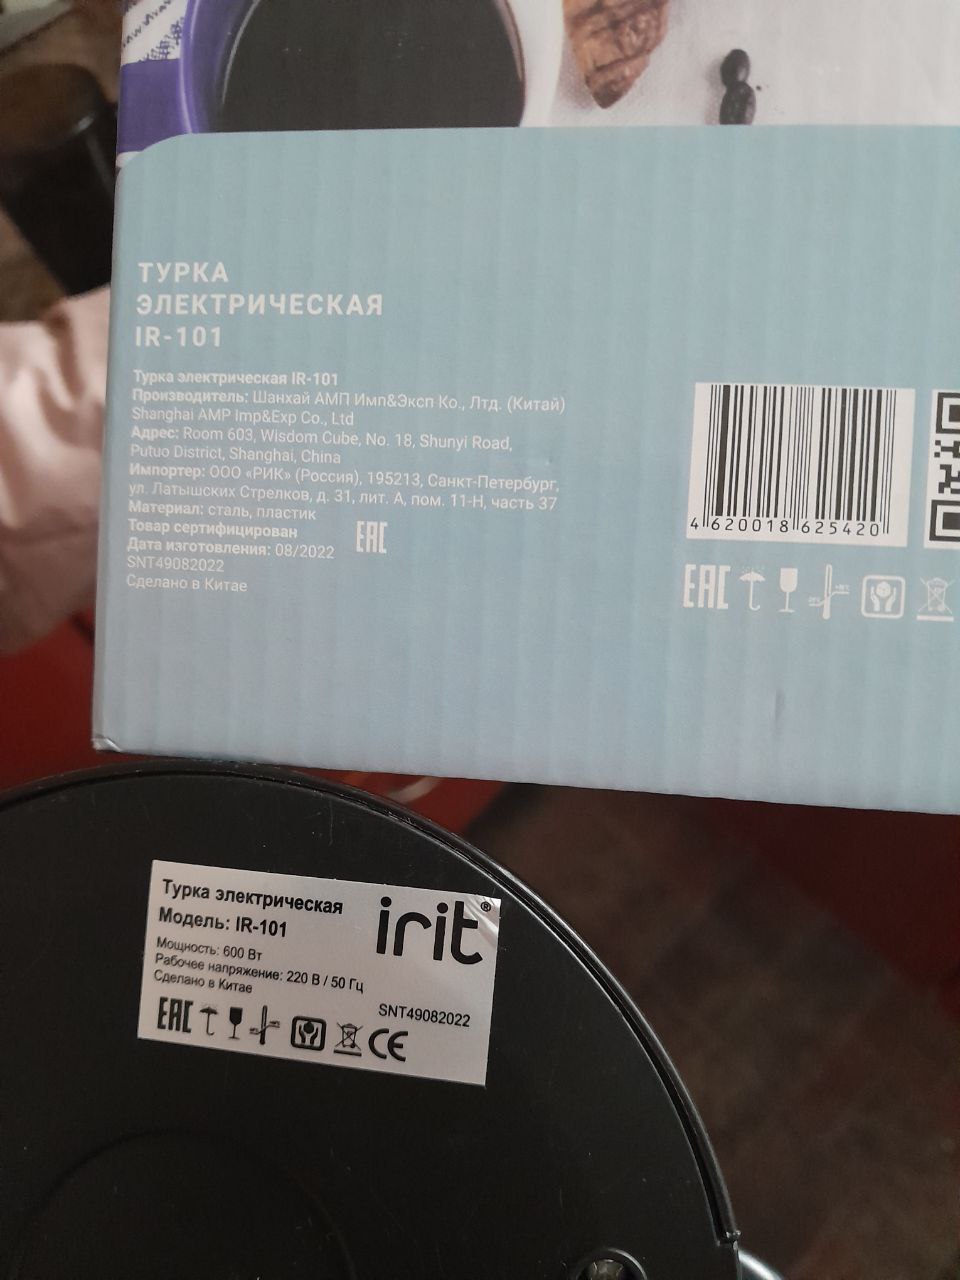 ТУРКА
ЭЛЕКТРИЧЕСКАЯ
IR-101
Турка электрическая IR-101
Производитель: Шанхай АМП Имп&Эксп Ко., Лтд. (Китай)
Shanghai AMP Imp&Exp Co., Ltd
Адрес: Room 603, Wisdom Cube, No. 18, Shunyi Road,
Putuo District, Shanghai, China
Импортер: ООО «РИК» (Россия), 195213, Санкт-Петербург,
ул. Латышских Стрелков, д. 31, лит. А, пом. 11-Н, часть 37
Материал: сталь, пластик
Товар сертифицирован
Дата изготовления: 08/2022
SNT49082022
Сделано в Китае
EAC
4 620018 625420
EAC
Турка электрическая
Модель: IR-101
irit®
Мощность: 600 Вт
Рабочее напряжение: 220 В / 50 Гц
Сделано в Китае
SNT49082022
EAC
CE